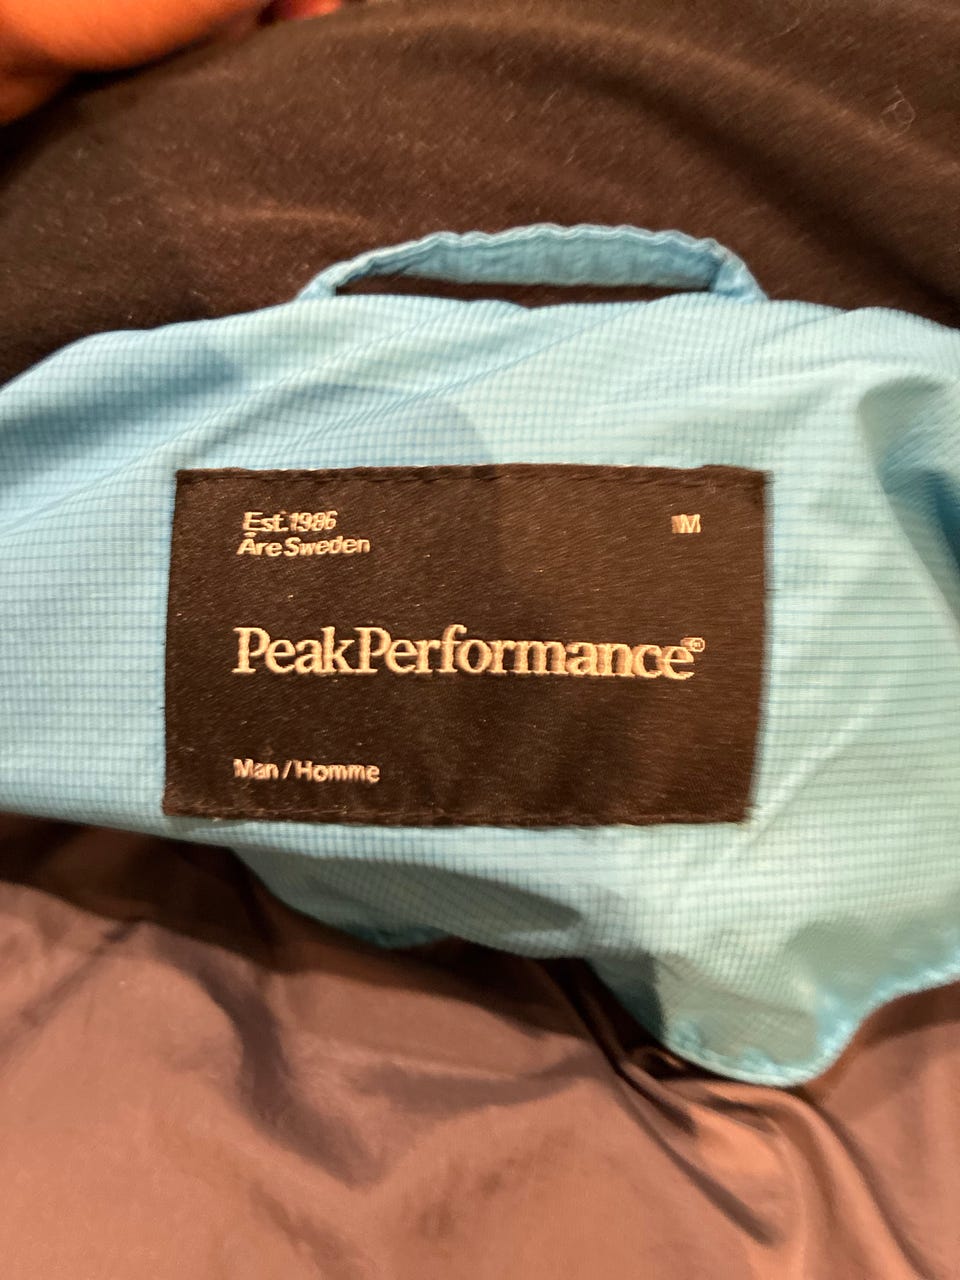 Est.1986
Åre Sweden
M
PeakPerformance®
Man / Homme